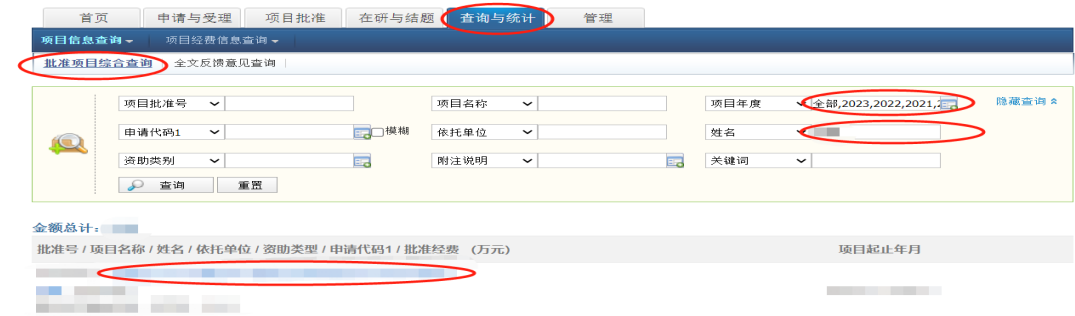 首页 申请与受理 项目批准 在研与结题 查询与统计 管理
项目信息查询 项目经费信息查询
批准项目综合查询 全文反馈意见查询
项目批准号 项目名称 项目年度 全部,2023,2022,2021,2 隐藏查询
申请代码1 模糊 依托单位 姓名
资助类别 附注说明 关键词
查询 重置
金额总计:
批准号 / 项目名称 / 姓名 / 依托单位 / 资助类型 / 申请代码1 / 批准经费 (万元) 项目起止年月